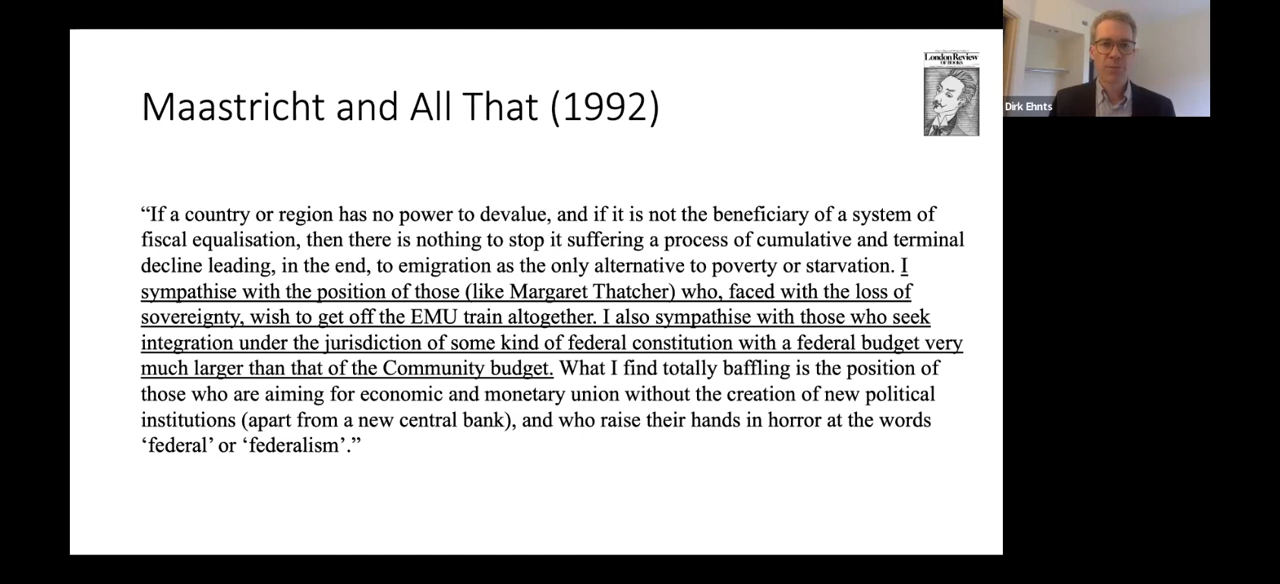 Maastricht and All That (1992)
London Review
OF BOOKS
Dirk Ehnts
“If a country or region has no power to devalue, and if it is not the beneficiary of a system of
fiscal equalisation, then there is nothing to stop it suffering a process of cumulative and terminal
decline leading, in the end, to emigration as the only alternative to poverty or starvation. I
sympathise with the position of those (like Margaret Thatcher) who, faced with the loss of
sovereignty, wish to get off the EMU train altogether. I also sympathise with those who seek
integration under the jurisdiction of some kind of federal constitution with a federal budget very
much larger than that of the Community budget. What I find totally baffling is the position of
those who are aiming for economic and monetary union without the creation of new political
institutions (apart from a new central bank), and who raise their hands in horror at the words
‘federal’ or ‘federalism’.”